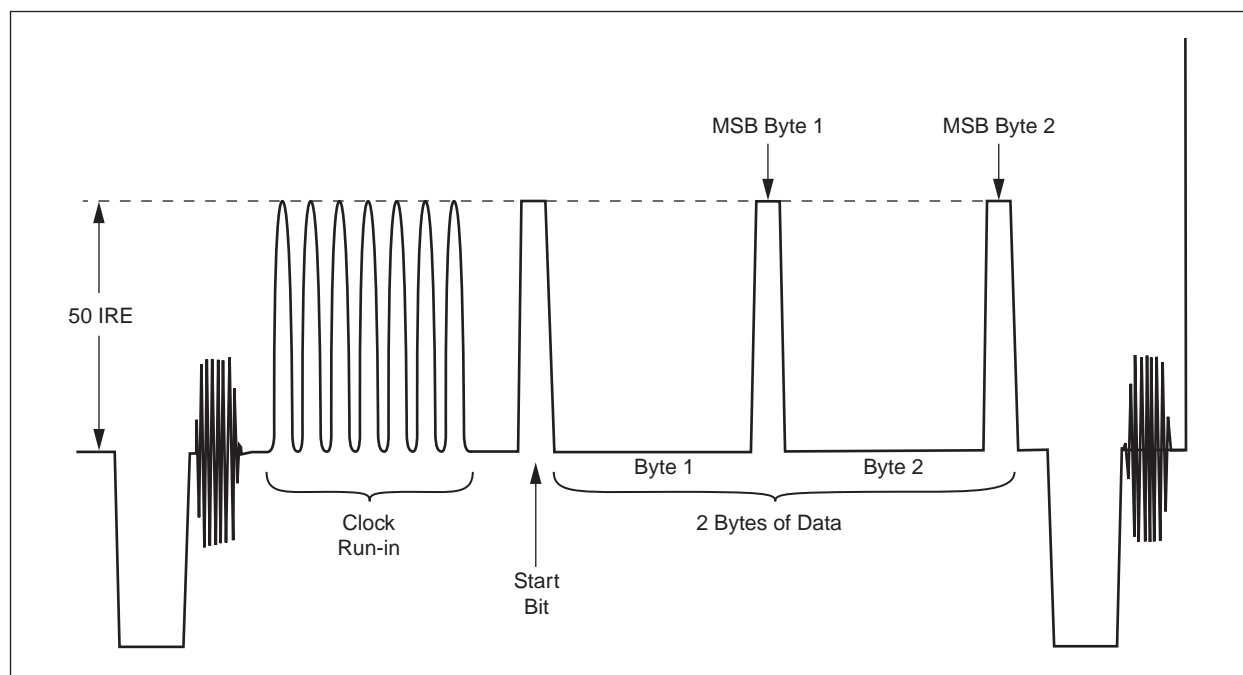 MSB Byte 1
MSB Byte 2
50 IRE
Byte 1
Byte 2
Clock
Run-in
2 Bytes of Data
Start
Bit